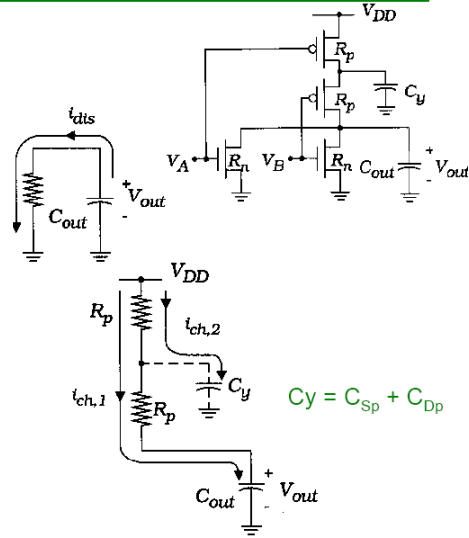 V_DD
R_p
C_y
R_p
i_dis
V_A
R_n
V_B
R_n
C_out
+
V_out
-
+
V_out
-
C_out
V_DD
R_p
i_ch,2
C_y
i_ch,1
R_p
Cy = C_Sp + C_Dp
C_out
+
V_out
-